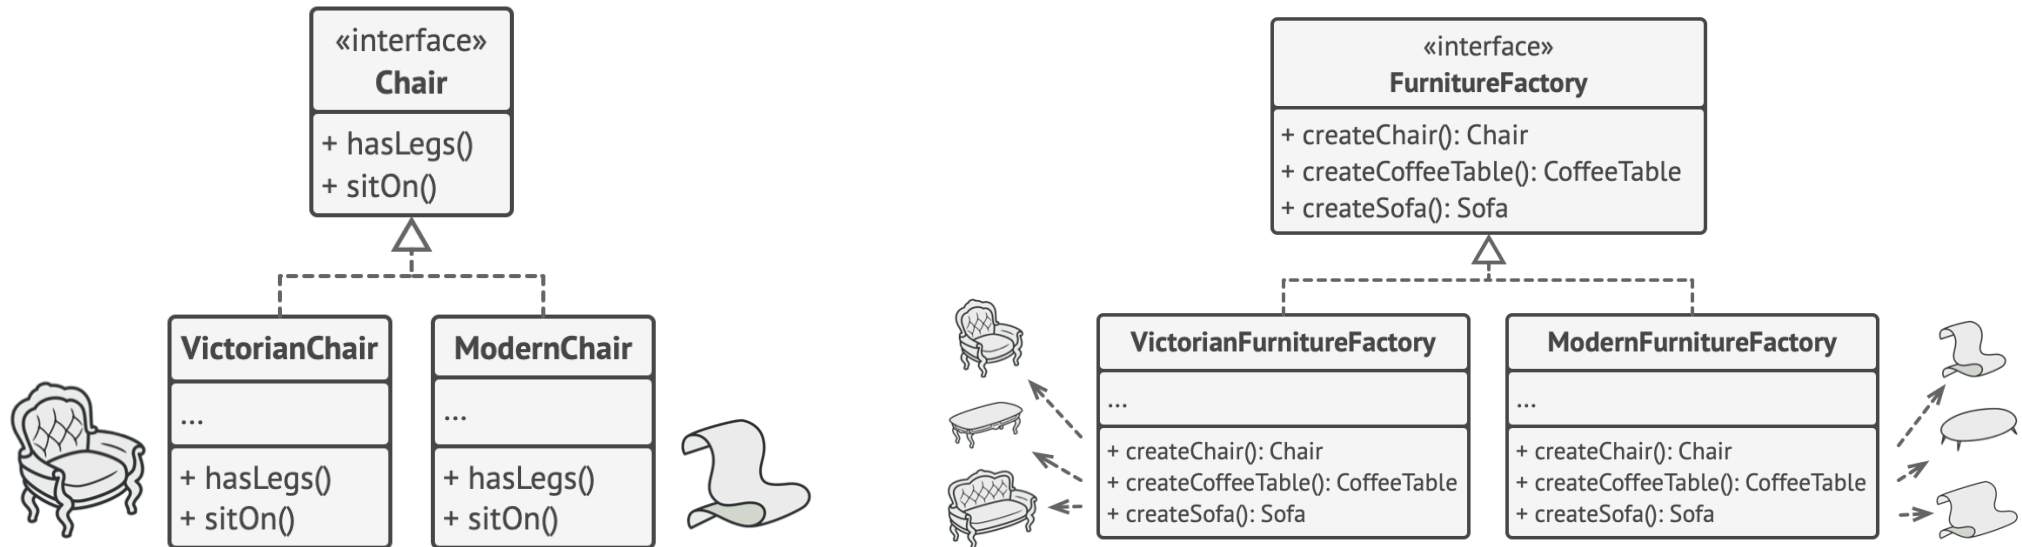 «interface»
Chair
+ hasLegs()
+ sitOn()
VictorianChair
...
+ hasLegs()
+ sitOn()
ModernChair
...
+ hasLegs()
+ sitOn()
«interface»
FurnitureFactory
+ createChair(): Chair
+ createCoffeeTable(): CoffeeTable
+ createSofa(): Sofa
VictorianFurnitureFactory
...
+ createChair(): Chair
+ createCoffeeTable(): CoffeeTable
+ createSofa(): Sofa
ModernFurnitureFactory
...
+ createChair(): Chair
+ createCoffeeTable(): CoffeeTable
+ createSofa(): Sofa